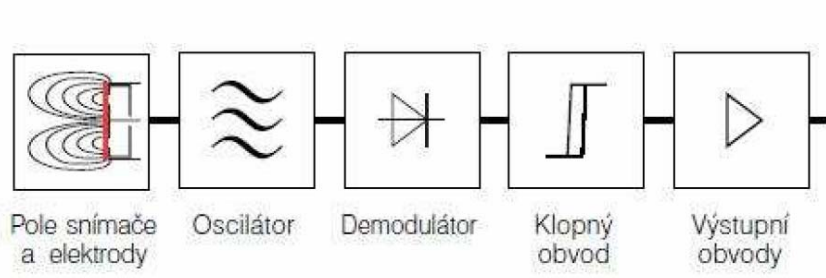 Pole snímače
a elektrody
Oscilátor
Demodulátor
Klopný
obvod
Výstupní
obvody